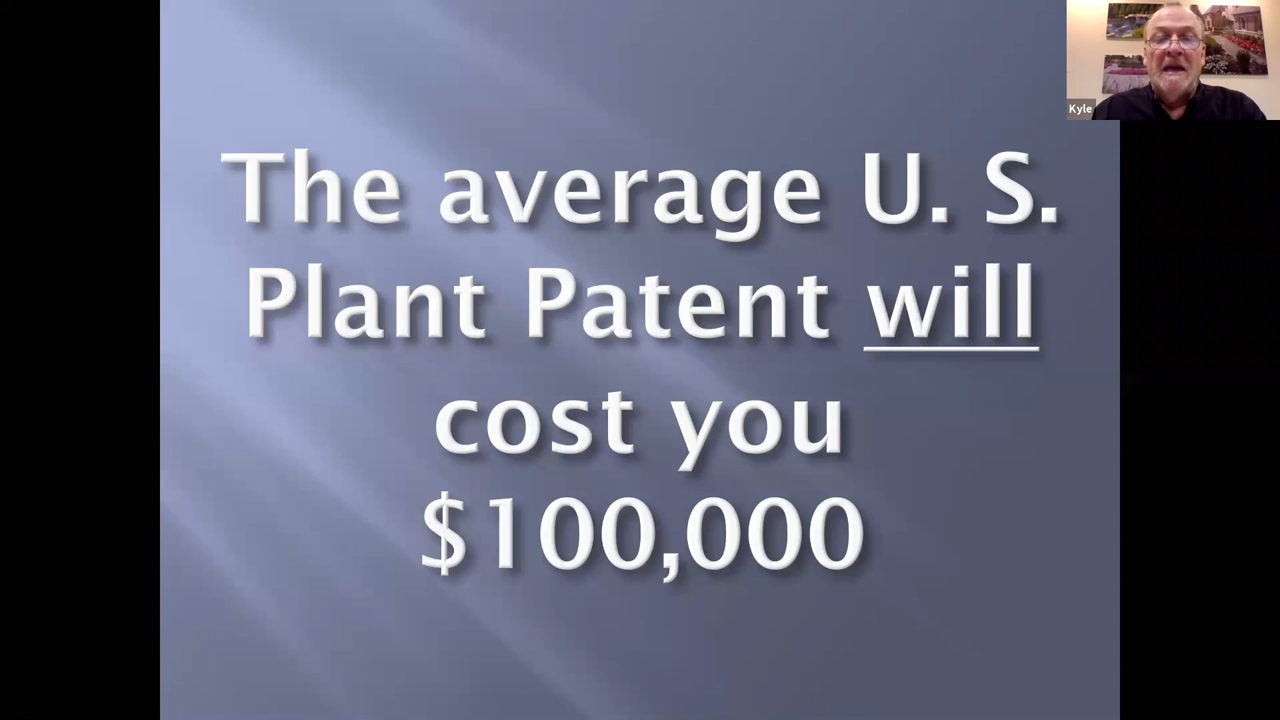 The average U. S.
Plant Patent will
cost you
$100,000
Kyle